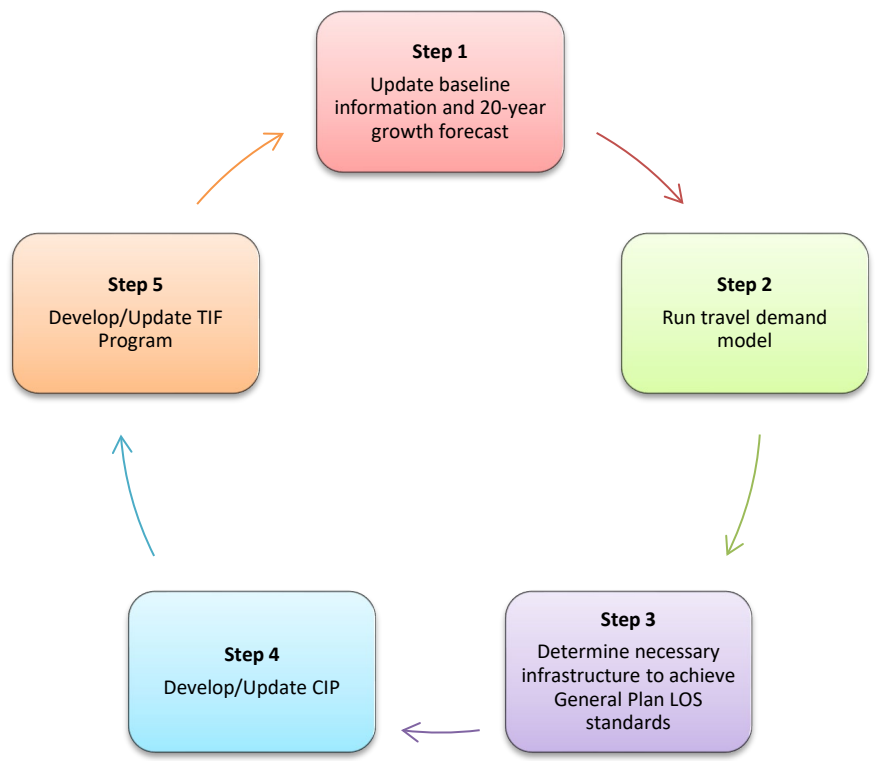 Step 1
Update baseline
information and 20-year
growth forecast
Step 2
Run travel demand
model
Step 3
Determine necessary
infrastructure to achieve
General Plan LOS
standards
Step 4
Develop/Update CIP
Step 5
Develop/Update TIF
Program